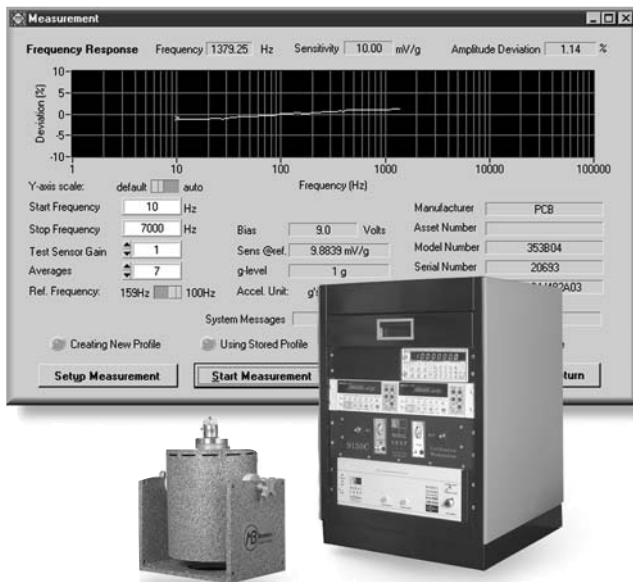 Measurement
Frequency Response Frequency 1379.25 Hz Sensitivity 10.00 mV/g Amplitude Deviation 1.14 %
Deviation [%]
10-
5-
0-
-5-
-10-
1 10 100 1000 10000 100000
Frequency (Hz)
Y-axis scale: default auto
Start Frequency 10 Hz
Stop Frequency 7000 Hz
Test Sensor Gain 1
Averages 7
Ref. Frequency: 159Hz 100Hz
Bias 9.0 Volts
Sens @ref. 9.8839 mV/g
g-level 1 g
Accel. Unit: g's
Manufacturer PCB
Asset Number
Model Number 353B04
Serial Number 20693
System Messages
Creating New Profile Using Stored Profile
Setup Measurement Start Measurement
9150C
MB